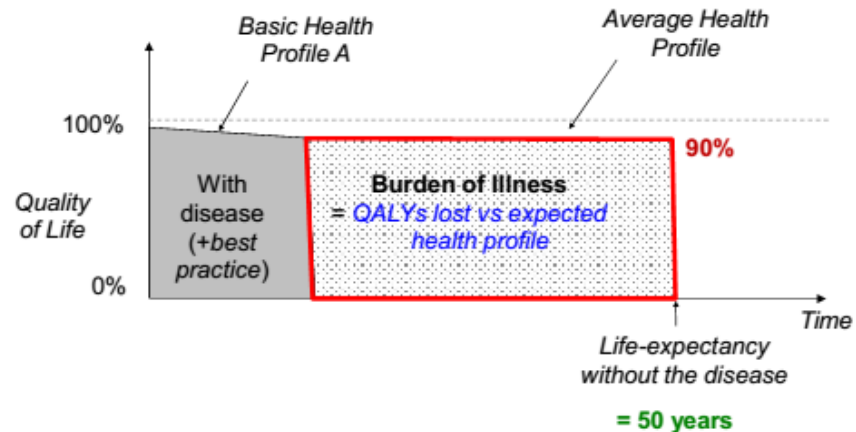 Basic Health
Profile A
Average Health
Profile
100%
90%
Quality
of Life
With
disease
(+best
practice)
Burden of Illness
= QALYs lost vs expected
health profile
0%
Time
Life-expectancy
without the disease
= 50 years